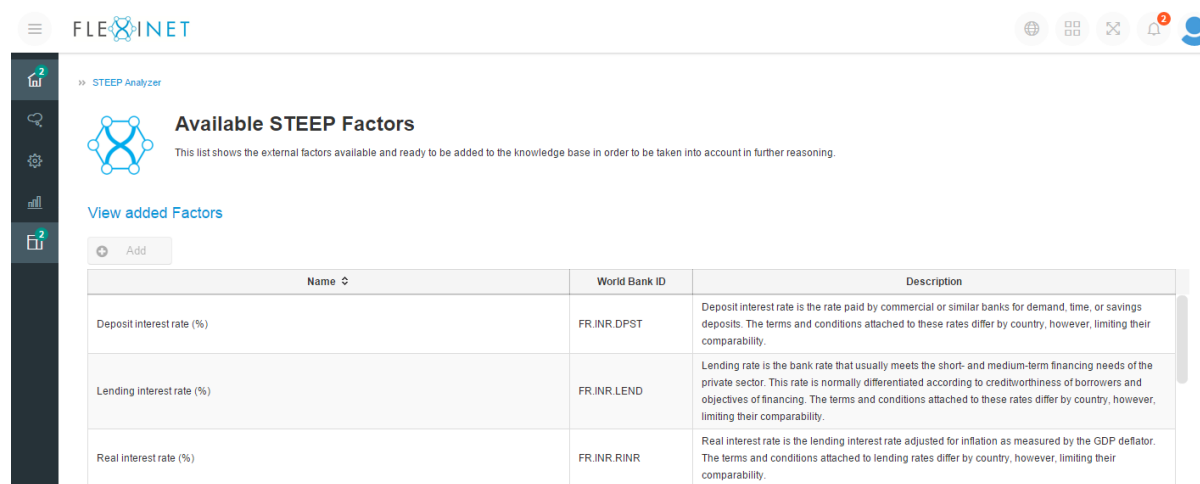 FLEXINET
2
2
» STEEP Analyzer
Available STEEP Factors
This list shows the external factors available and ready to be added to the knowledge base in order to be taken into account in further reasoning.
View added Factors
2
Add
Name World Bank ID Description
Deposit interest rate (%)
FR.INR.DPST
Deposit interest rate is the rate paid by commercial or similar banks for demand, time, or savings
deposits. The terms and conditions attached to these rates differ by country, however, limiting their
comparability.
Lending interest rate (%)
FR.INR.LEND
Lending rate is the bank rate that usually meets the short- and medium-term financing needs of the
private sector. This rate is normally differentiated according to creditworthiness of borrowers and
objectives of financing. The terms and conditions attached to these rates differ by country, however,
limiting their comparability.
Real interest rate (%)
FR.INR.RINR
Real interest rate is the lending interest rate adjusted for inflation as measured by the GDP deflator.
The terms and conditions attached to lending rates differ by country, however, limiting their
comparability.